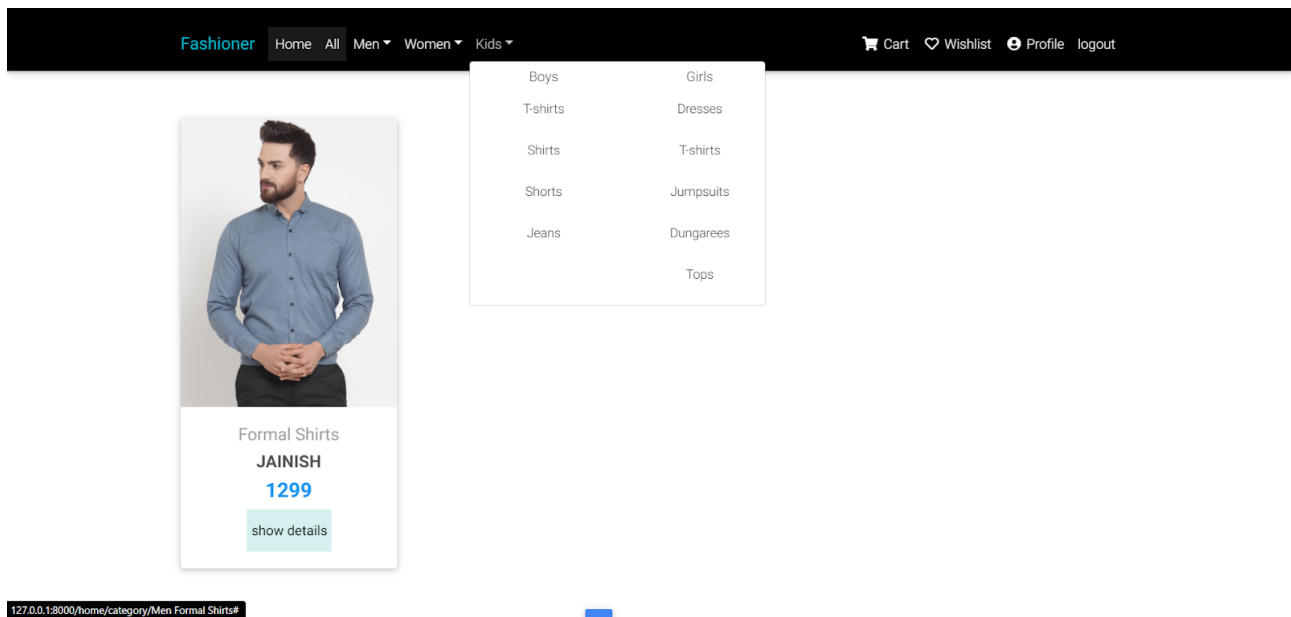 Fashioner Home All Men Women Kids Cart Wishlist Profile logout
Boys Girls
T-shirts Dresses
Shirts T-shirts
Shorts Jumpsuits
Jeans Dungarees
Tops
Formal Shirts
JAINISH
1299
show details
127.0.0.1:8000/home/category/Men Formal Shirts#